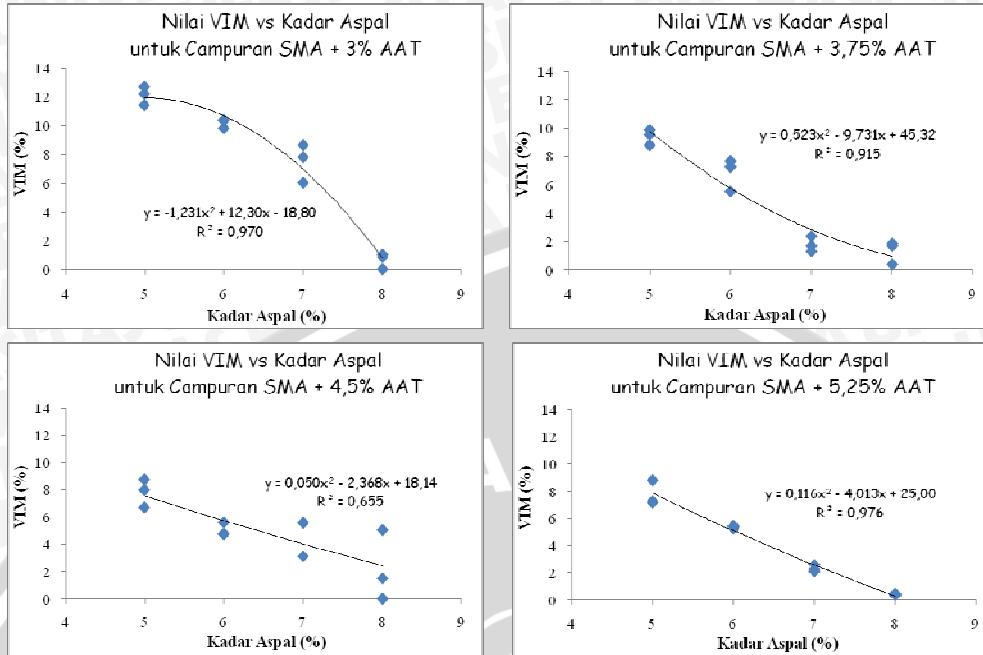 Nilai VIM vs Kadar Aspal
untuk Campuran SMA + 3% AAT
14
12
10
8
6
4
2
0
VIM (%)
y = -1,231x² + 12,30x - 18,80
R² = 0,970
4 5 6 7 8 9
Kadar Aspal (%)
Nilai VIM vs Kadar Aspal
untuk Campuran SMA + 3,75% AAT
14
12
10
8
6
4
2
0
VIM (%)
y = 0,523x² - 9,731x + 45,32
R² = 0,915
4 5 6 7 8 9
Kadar Aspal (%)
Nilai VIM vs Kadar Aspal
untuk Campuran SMA + 4,5% AAT
14
12
10
8
6
4
2
0
VIM (%)
y = 0,050x² - 2,368x + 18,14
R² = 0,655
4 5 6 7 8 9
Kadar Aspal (%)
Nilai VIM vs Kadar Aspal
untuk Campuran SMA + 5,25% AAT
14
12
10
8
6
4
2
0
VIM (%)
y = 0,116x² - 4,013x + 25,00
R² = 0,976
4 5 6 7 8 9
Kadar Aspal (%)